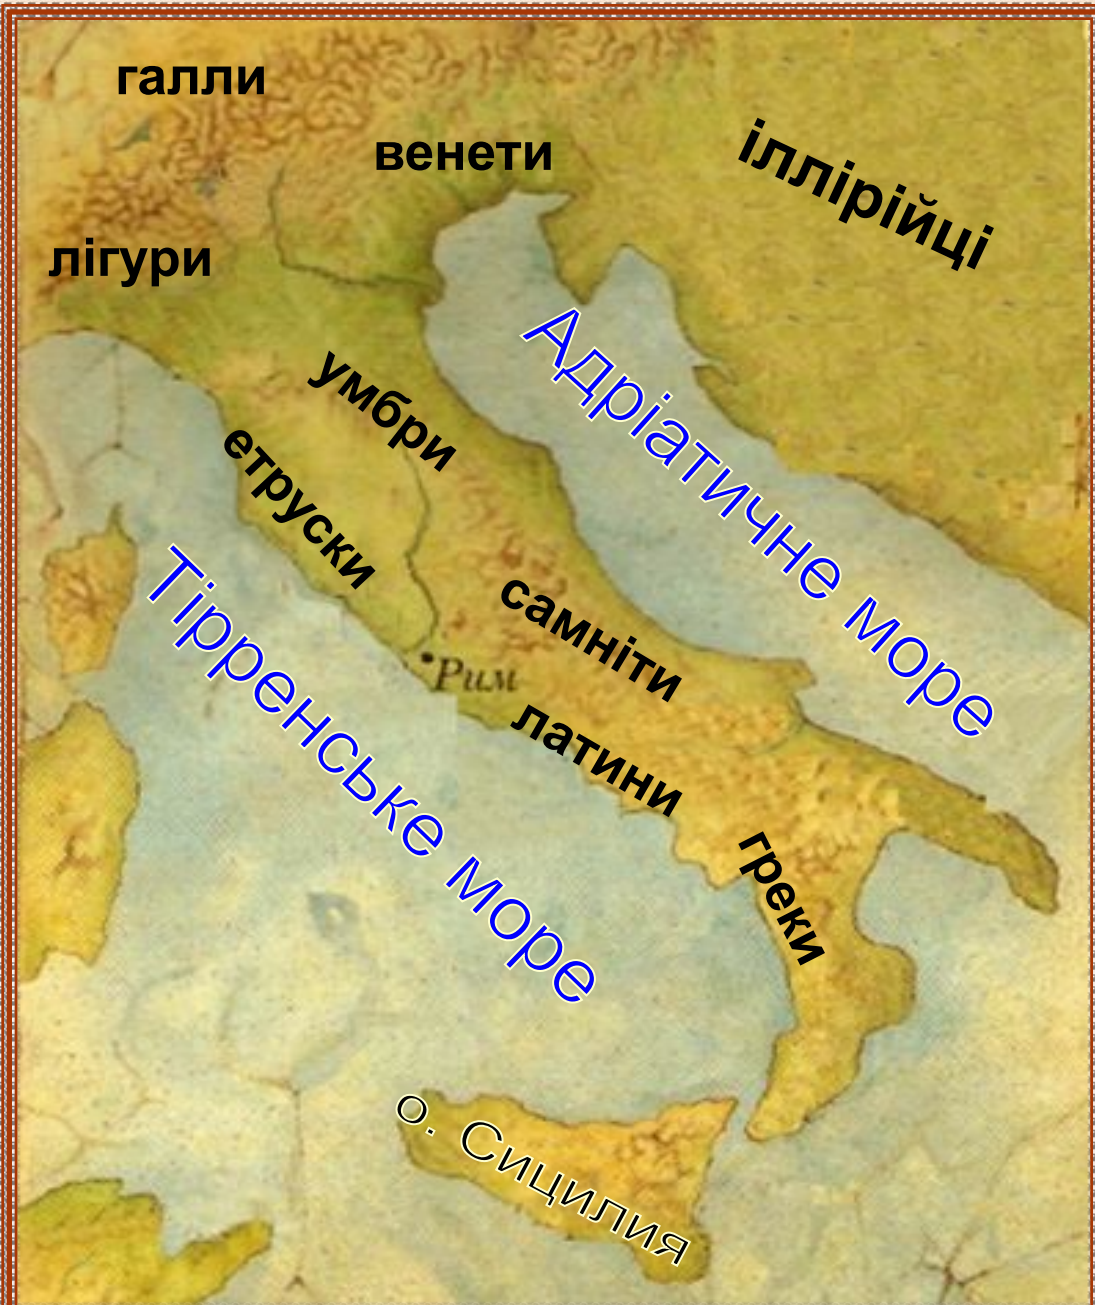 галли
венети
іллірійці
лігури
Адріатичне море
умбри
етруски
Тірренське море
самніти
Рим
латини
греки
о. Сицилия